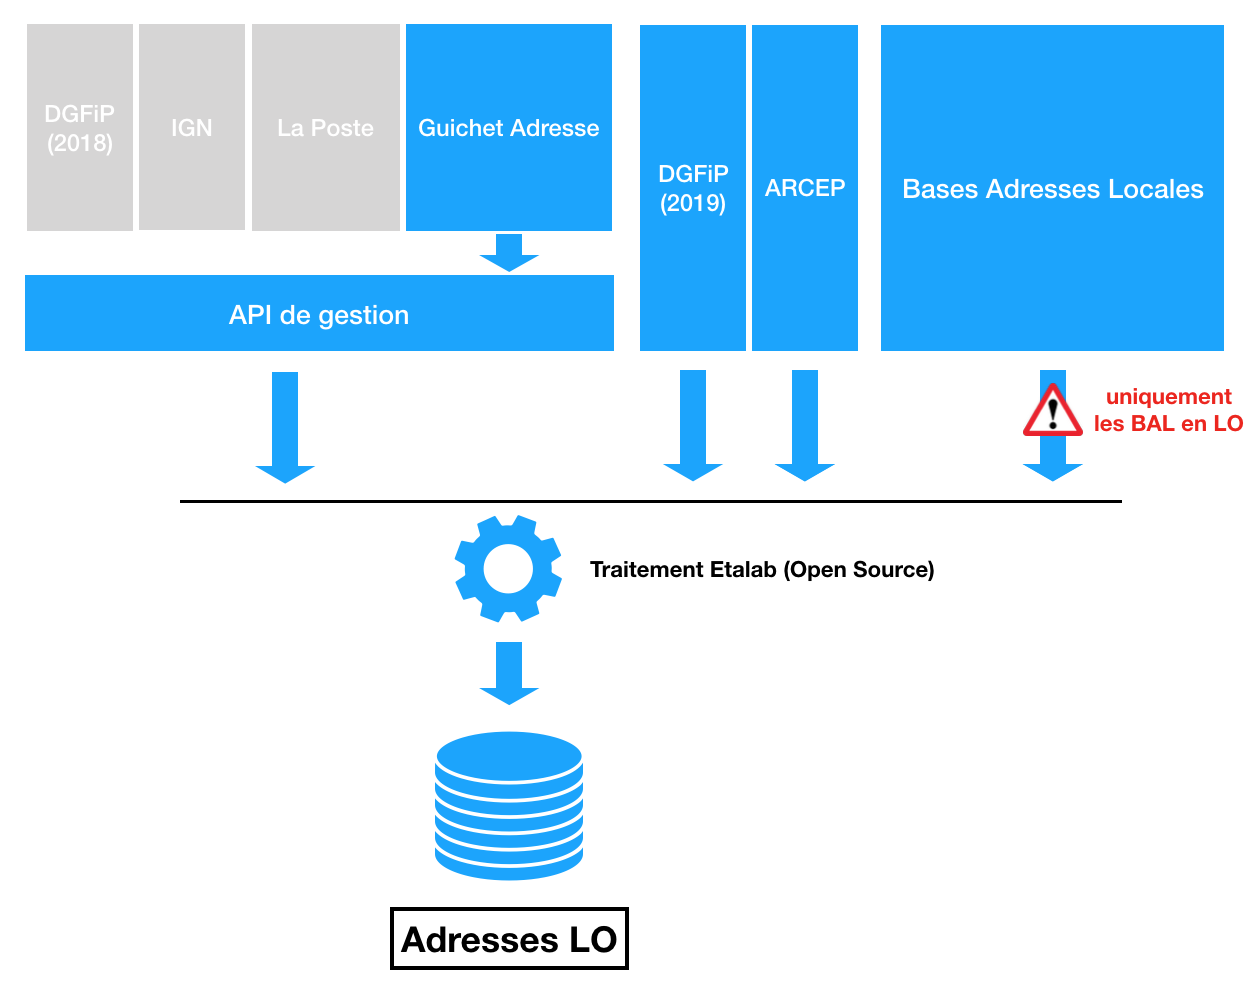 DGFiP
(2018)
IGN
La Poste
Guichet Adresse
DGFiP
(2019)
ARCEP
Bases Adresses Locales
API de gestion
uniquement
les BAL en LO
Traitement Etalab (Open Source)
Adresses LO